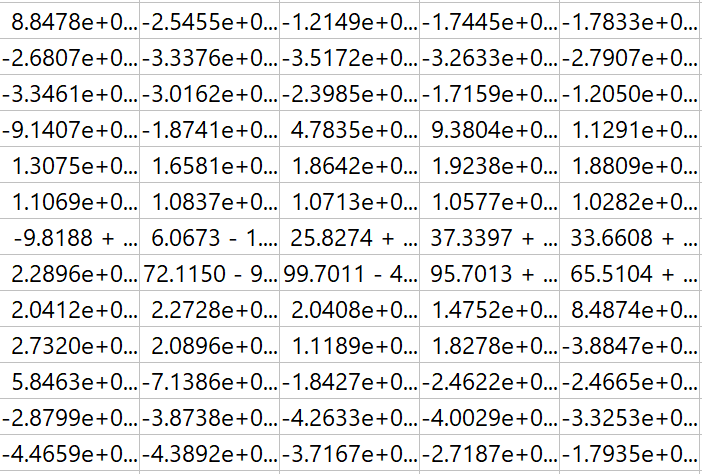 8.8478e+0... -2.5455e+0... -1.2149e+0... -1.7445e+0... -1.7833e+0...
-2.6807e+0... -3.3376e+0... -3.5172e+0... -3.2633e+0... -2.7907e+0...
-3.3461e+0... -3.0162e+0... -2.3985e+0... -1.7159e+0... -1.2050e+0...
-9.1407e+0... -1.8741e+0... 4.7835e+0... 9.3804e+0... 1.1291e+0...
1.3075e+0... 1.6581e+0... 1.8642e+0... 1.9238e+0... 1.8809e+0...
1.1069e+0... 1.0837e+0... 1.0713e+0... 1.0577e+0... 1.0282e+0...
-9.8188 + ... 6.0673 - 1.... 25.8274 + ... 37.3397 + ... 33.6608 + ...
2.2896e+0... 72.1150 - 9... 99.7011 - 4... 95.7013 + ... 65.5104 + ...
2.0412e+0... 2.2728e+0... 2.0408e+0... 1.4752e+0... 8.4874e+0...
2.7320e+0... 2.0896e+0... 1.1189e+0... 1.8278e+0... -3.8847e+0...
5.8463e+0... -7.1386e+0... -1.8427e+0... -2.4622e+0... -2.4665e+0...
-2.8799e+0... -3.8738e+0... -4.2633e+0... -4.0029e+0... -3.3253e+0...
-4.4659e+0... -4.3892e+0... -3.7167e+0... -2.7187e+0... -1.7935e+0...